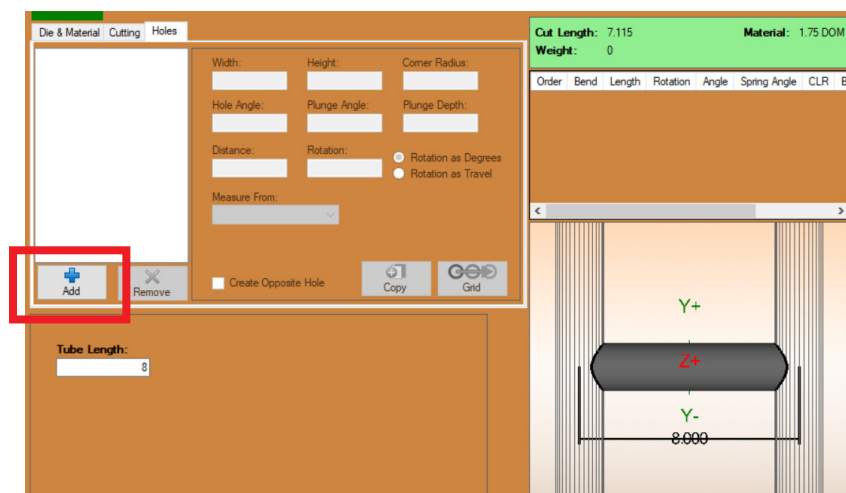 Die & Material Cutting Holes
Width: Height: Corner Radius:
Hole Angle: Plunge Angle: Plunge Depth:
Distance: Rotation:
Rotation as Degrees
Rotation as Travel
Measure From:
Add
Remove
Create Opposite Hole
Copy
Grid
Tube Length:
8
Cut Length: 7.115 Material: 1.75 DOM
Weight: 0
Order Bend Length Rotation Angle Spring Angle CLR
Y+
Z+
Y-
8.000